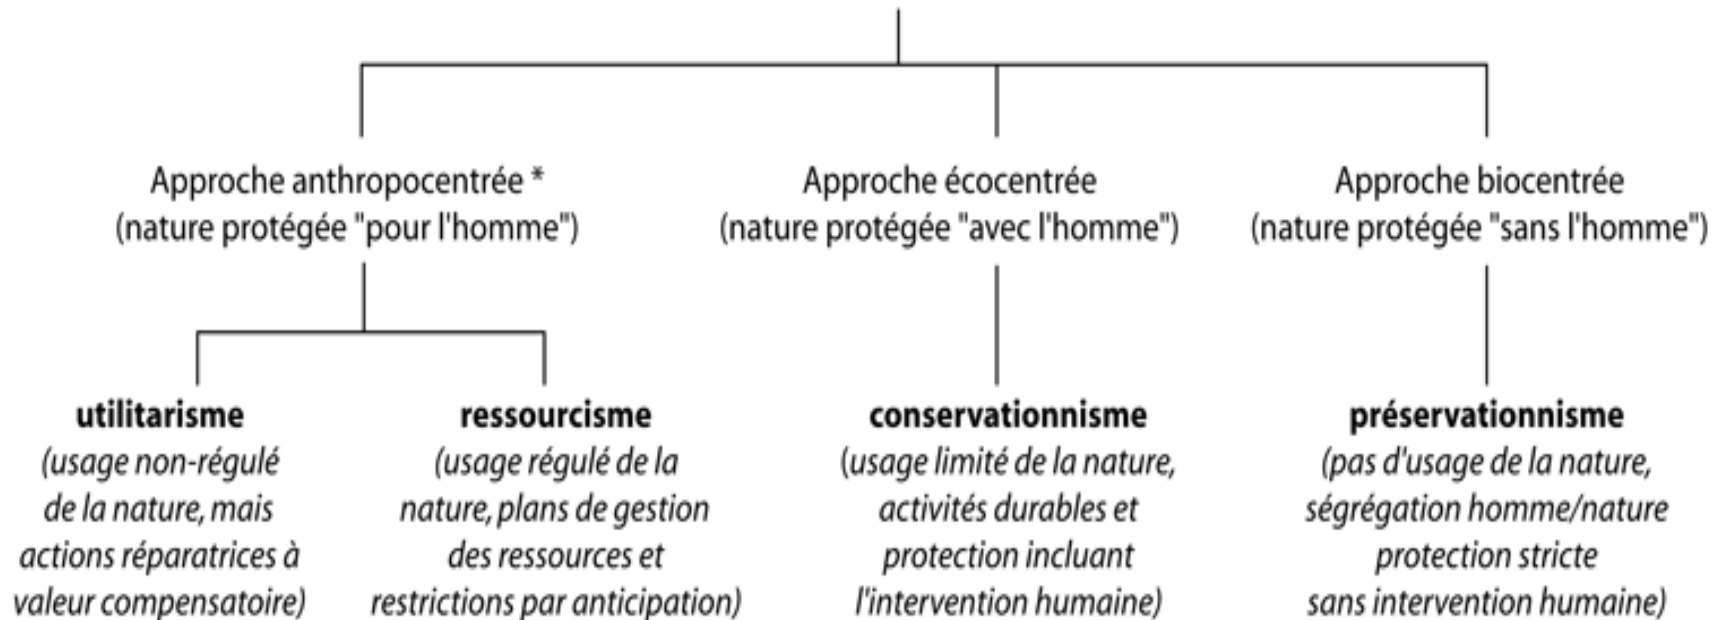 Approche anthropocentrée *
(nature protégée "pour l'homme")
Approche écocentrée
(nature protégée "avec l'homme")
Approche biocentrée
(nature protégée "sans l'homme")
utilitarisme
(usage non-régulé
de la nature, mais
actions réparatrices à
valeur compensatoire)
ressourcisme
(usage régulé de la
nature, plans de gestion
des ressources et
restrictions par anticipation)
conservationnisme
(usage limité de la nature,
activités durables et
protection incluant
l'intervention humaine)
préservationnisme
(pas d'usage de la nature,
ségrégation homme/nature
protection stricte
sans intervention humaine)